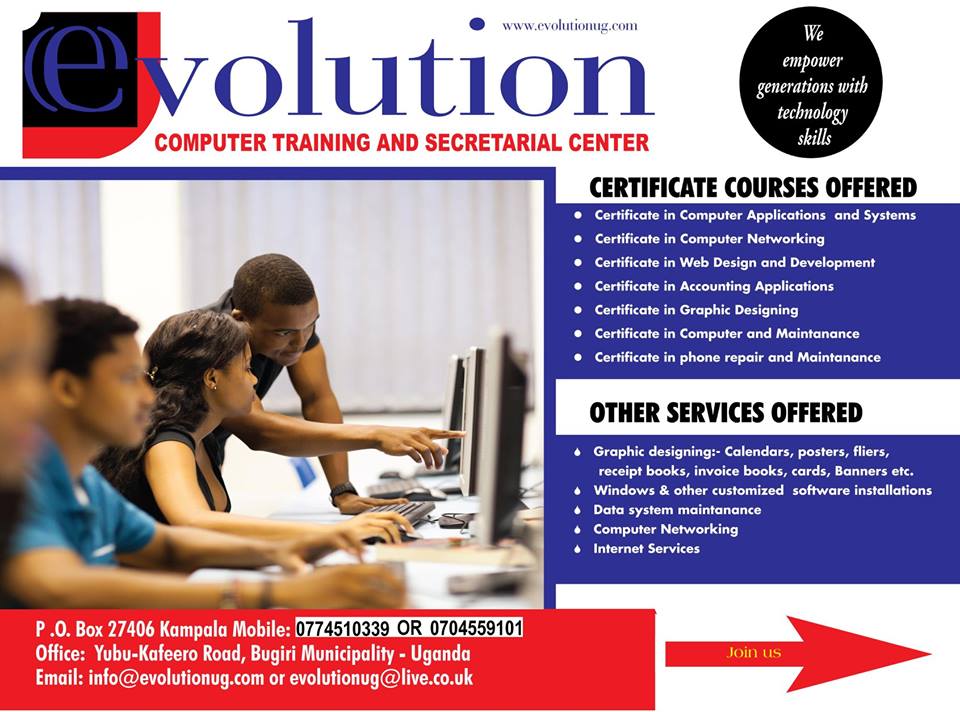 evolution
www.evolutionug.com
COMPUTER TRAINING AND SECRETARIAL CENTER
We
empower
generations with
technology
skills
CERTIFICATE COURSES OFFERED
• Certificate in Computer Applications and Systems
• Certificate in Computer Networking
• Certificate in Web Design and Development
• Certificate in Accounting Applications
• Certificate in Graphic Designing
• Certificate in Computer and Maintanance
• Certificate in phone repair and Maintanance
OTHER SERVICES OFFERED
Graphic designing:- Calendars, posters, fliers,
receipt books, invoice books, cards, Banners etc.
Windows & other customized software installations
Data system maintanance
Computer Networking
Internet Services
P .O. Box 27406 Kampala Mobile: 0774510339 OR 0704559101
Office: Yubu-Kafeero Road, Bugiri Municipality - Uganda
Email: info@evolutionug.com or evolutionug@live.co.uk
Join us